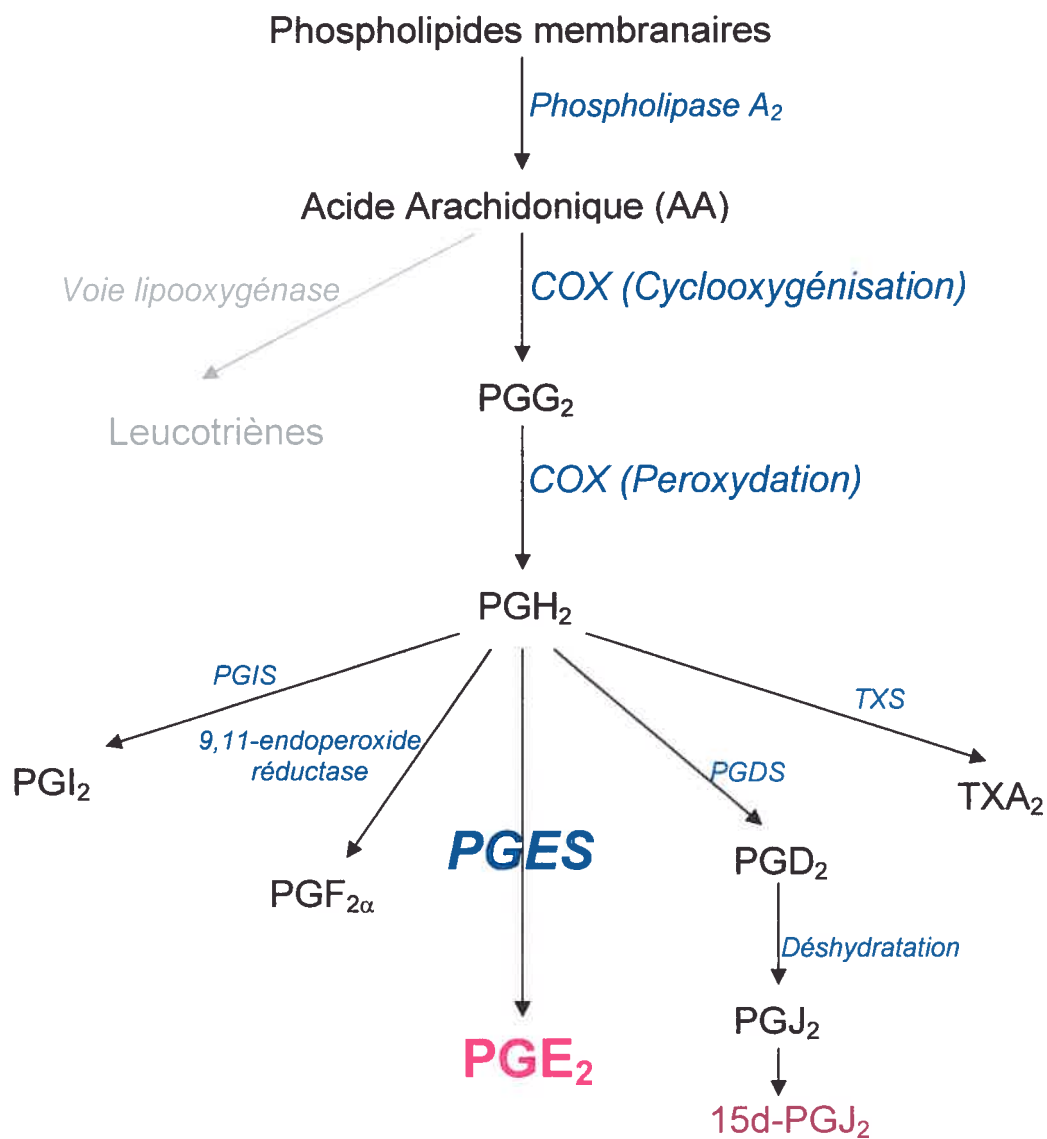 Phospholipides membranaires
Phospholipase A₂
Acide Arachidonique (AA)
Voie lipooxygénase
COX (Cyclooxygénisation)
PGG₂
Leucotriènes
COX (Peroxydation)
PGH₂
PGIS
TXS
9,11-endoperoxide
réductase
PGDS
PGI₂
TXA₂
PGES
PGD₂
PGF₂α
Déshydratation
PGJ₂
PGE₂
15d-PGJ₂